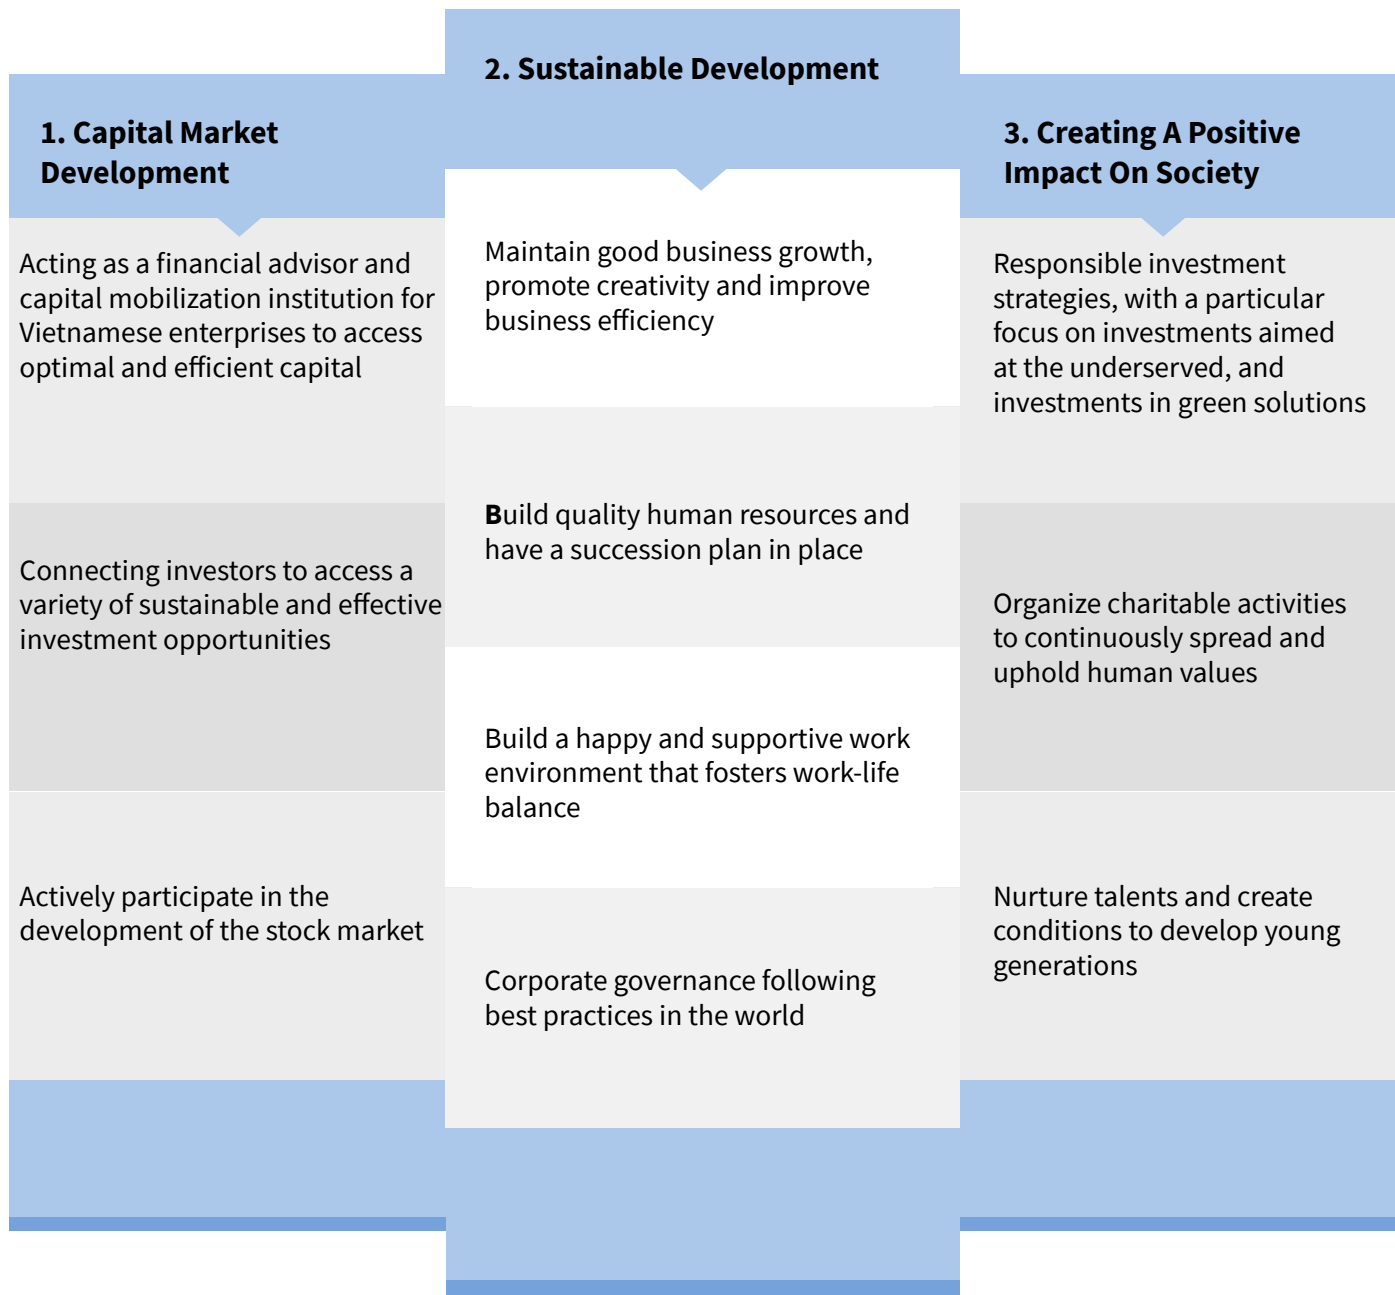 1. Capital Market
Development
Acting as a financial advisor and
capital mobilization institution for
Vietnamese enterprises to access
optimal and efficient capital
Connecting investors to access a
variety of sustainable and effective
investment opportunities
Actively participate in the
development of the stock market
2. Sustainable Development
Maintain good business growth,
promote creativity and improve
business efficiency
Build quality human resources and
have a succession plan in place
Build a happy and supportive work
environment that fosters work-life
balance
Corporate governance following
best practices in the world
3. Creating A Positive
Impact On Society
Responsible investment
strategies, with a particular
focus on investments aimed
at the underserved, and
investments in green solutions
Organize charitable activities
to continuously spread and
uphold human values
Nurture talents and create
conditions to develop young
generations